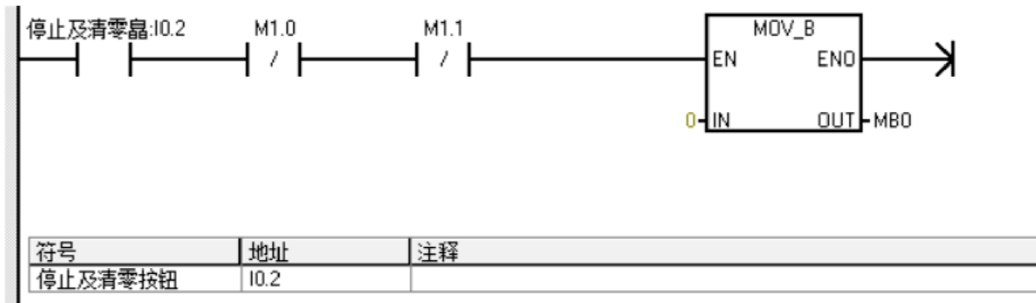 停止及清零皛:I0.2
M1.0
M1.1
MOV_B
/
/
EN
ENO
0
IN
OUT
MB0
符号
地址
注释
停止及清零按钮
I0.2